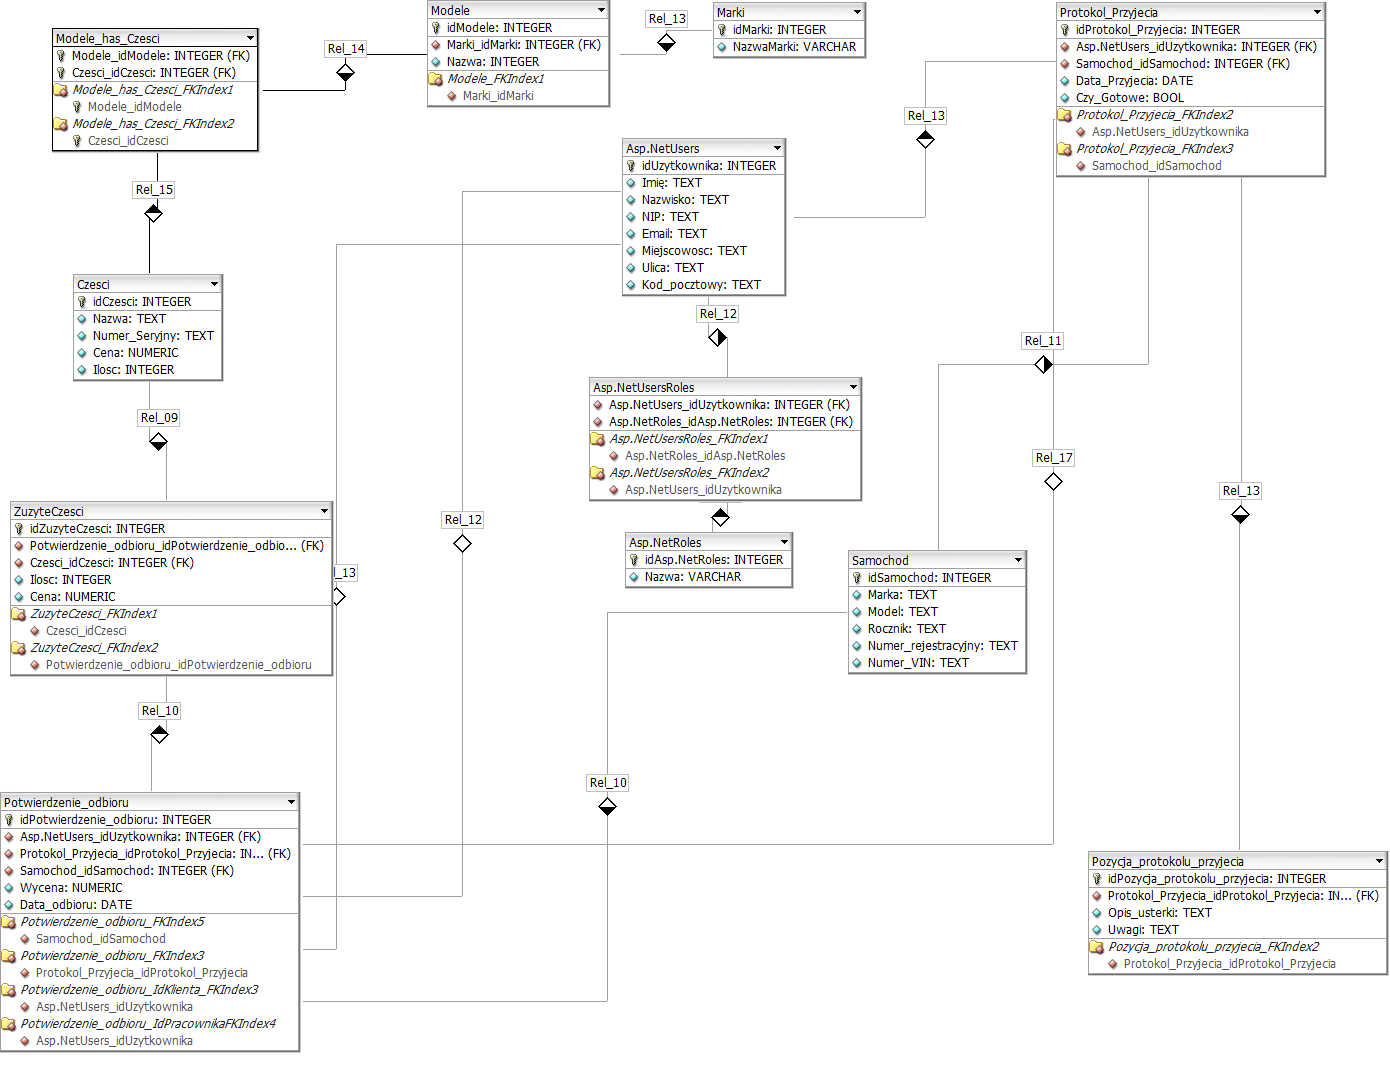 Modele_has_Czesci
Modele_idModele: INTEGER (FK)
Czesci_idCzesci: INTEGER (FK)
Modele_has_Czesci_FKIndex1
Modele_idModele
Modele_has_Czesci_FKIndex2
Czesci_idCzesci
Rel_14
Modele
idModele: INTEGER
Marki_idMarki: INTEGER (FK)
Nazwa: INTEGER
Modele_FKIndex1
Marki_idMarki
Rel_13
Marki
idMarki: INTEGER
NazwaMarki: VARCHAR
Protokol_Przyjecia
idProtokol_Przyjecia: INTEGER
Asp.NetUsers_idUzytkownika: INTEGER (FK)
Samochod_idSamochod: INTEGER (FK)
Data_Przyjecia: DATE
Czy_Gotowe: BOOL
Protokol_Przyjecia_FKIndex2
Asp.NetUsers_idUzytkownika
Protokol_Przyjecia_FKIndex3
Samochod_idSamochod
Rel_13
Asp.NetUsers
idUzytkownika: INTEGER
Imię: TEXT
Nazwisko: TEXT
NIP: TEXT
Email: TEXT
Miejscowosc: TEXT
Ulica: TEXT
Kod_pocztowy: TEXT
Rel_15
Czesci
idCzesci: INTEGER
Nazwa: TEXT
Numer_Seryjny: TEXT
Cena: NUMERIC
Ilosc: INTEGER
Rel_12
Rel_11
Asp.NetUsersRoles
Asp.NetUsers_idUzytkownika: INTEGER (FK)
Asp.NetRoles_idAsp.NetRoles: INTEGER (FK)
Asp.NetUsersRoles_FKIndex1
Asp.NetRoles_idAsp.NetRoles
Asp.NetUsersRoles_FKIndex2
Asp.NetUsers_idUzytkownika
Rel_09
Rel_17
Rel_13
ZuzyteCzesci
idZuzyteCzesci: INTEGER
Potwierdzenie_odbioru_idPotwierdzenie_odbio... (FK)
Czesci_idCzesci: INTEGER (FK)
Ilosc: INTEGER
Cena: NUMERIC
ZuzyteCzesci_FKIndex1
Czesci_idCzesci
ZuzyteCzesci_FKIndex2
Potwierdzenie_odbioru_idPotwierdzenie_odbioru
Rel_12
l_13
Asp.NetRoles
idAsp.NetRoles: INTEGER
Nazwa: VARCHAR
Samochod
idSamochod: INTEGER
Marka: TEXT
Model: TEXT
Rocznik: TEXT
Numer_rejestracyjny: TEXT
Numer_VIN: TEXT
Rel_10
Rel_10
Potwierdzenie_odbioru
idPotwierdzenie_odbioru: INTEGER
Asp.NetUsers_idUzytkownika: INTEGER (FK)
Protokol_Przyjecia_idProtokol_Przyjecia: IN... (FK)
Samochod_idSamochod: INTEGER (FK)
Wycena: NUMERIC
Data_odbioru: DATE
Potwierdzenie_odbioru_FKIndex5
Samochod_idSamochod
Potwierdzenie_odbioru_FKIndex3
Protokol_Przyjecia_idProtokol_Przyjecia
Potwierdzenie_odbioru_IdKlienta_FKIndex3
Asp.NetUsers_idUzytkownika
Potwierdzenie_odbioru_IdPracownikaFKIndex4
Asp.NetUsers_idUzytkownika
Pozycja_protokolu_przyjecia
idPozycja_protokolu_przyjecia: INTEGER
Protokol_Przyjecia_idProtokol_Przyjecia: IN... (FK)
Opis_usterki: TEXT
Uwagi: TEXT
Pozycja_protokolu_przyjecia_FKIndex2
Protokol_Przyjecia_idProtokol_Przyjecia